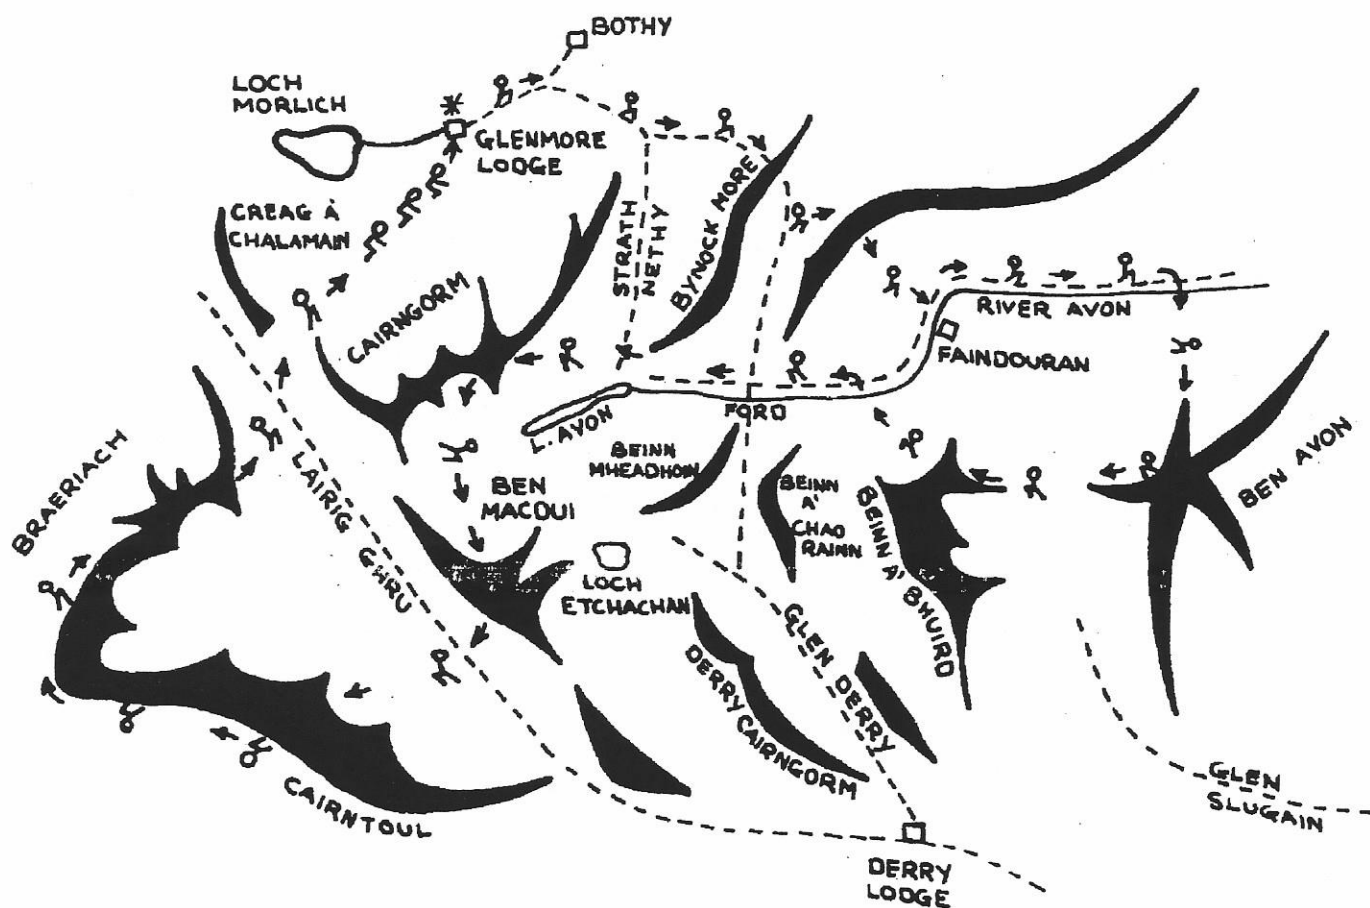 BOTHY
LOCH
MORLICH
GLENMORE
LODGE
CREAG À
CHALAMAIN
STRATH
NETHY
BYNOCK MORE
CAIRNGORM
RIVER AVON
FAINDOURAN
L. AVON
FORD
BEINN
MHEADHOIN
BEINN
A'
CHAO
RAINN
BEINN A' BHUIRD
BEN AVON
BRAERIACH
LAIRIG GHRU
BEN
MACDUI
LOCH
ETCHACHAN
GLEN DERRY
DERRY CAIRNGORM
CAIRNTOUL
GLEN
SLUGAIN
DERRY
LODGE